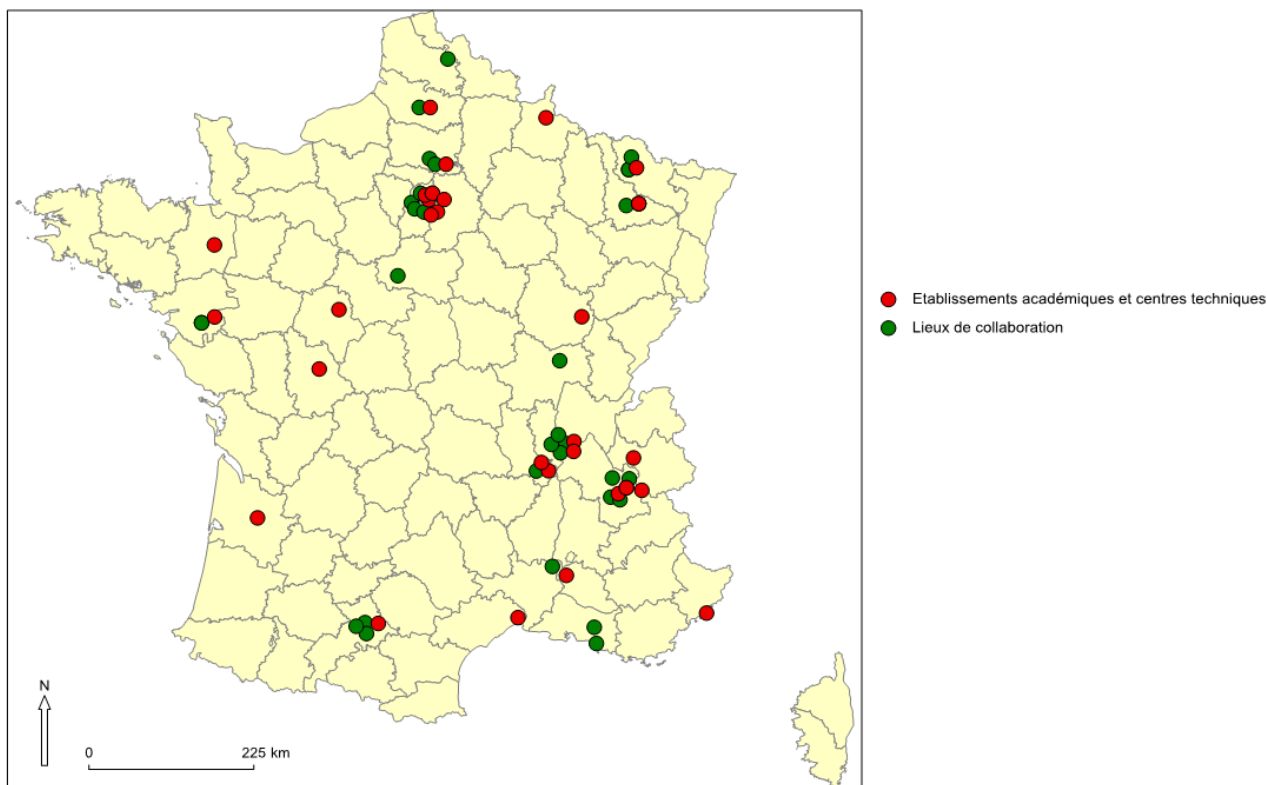 Etablissements académiques et centres techniques
Lieux de collaboration
N
0 225 km